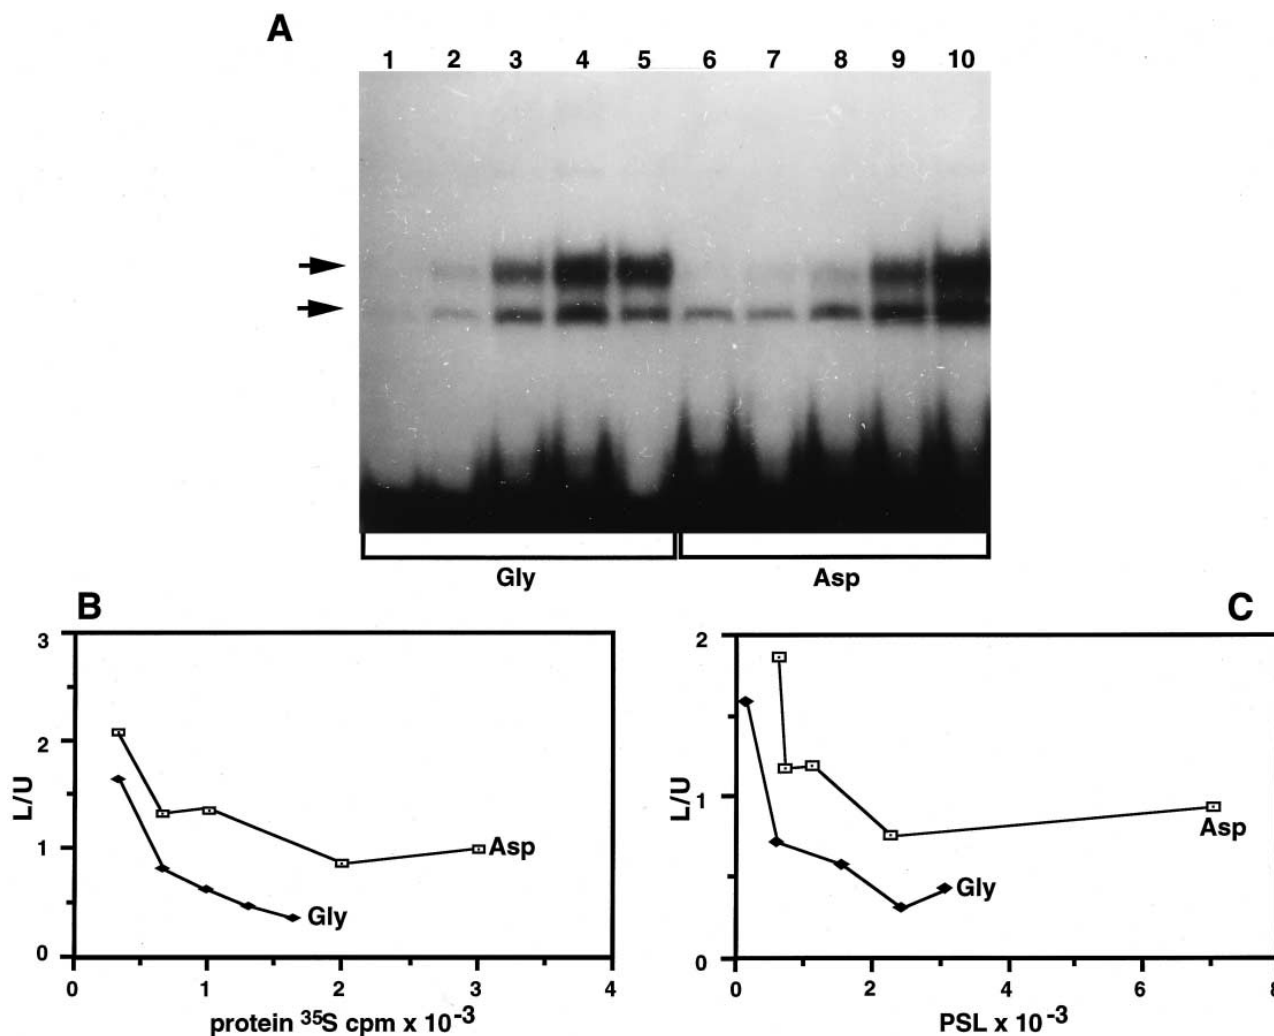 A
1 2 3 4 5 6 7 8 9 10
Gly Asp
B
3
2
1
0
L/U
Asp
Gly
0 1 2 3 4
protein ³⁵S cpm x 10⁻³
C
2
1
0
L/U
Asp
Gly
0 2 4 6 8
PSL x 10⁻³